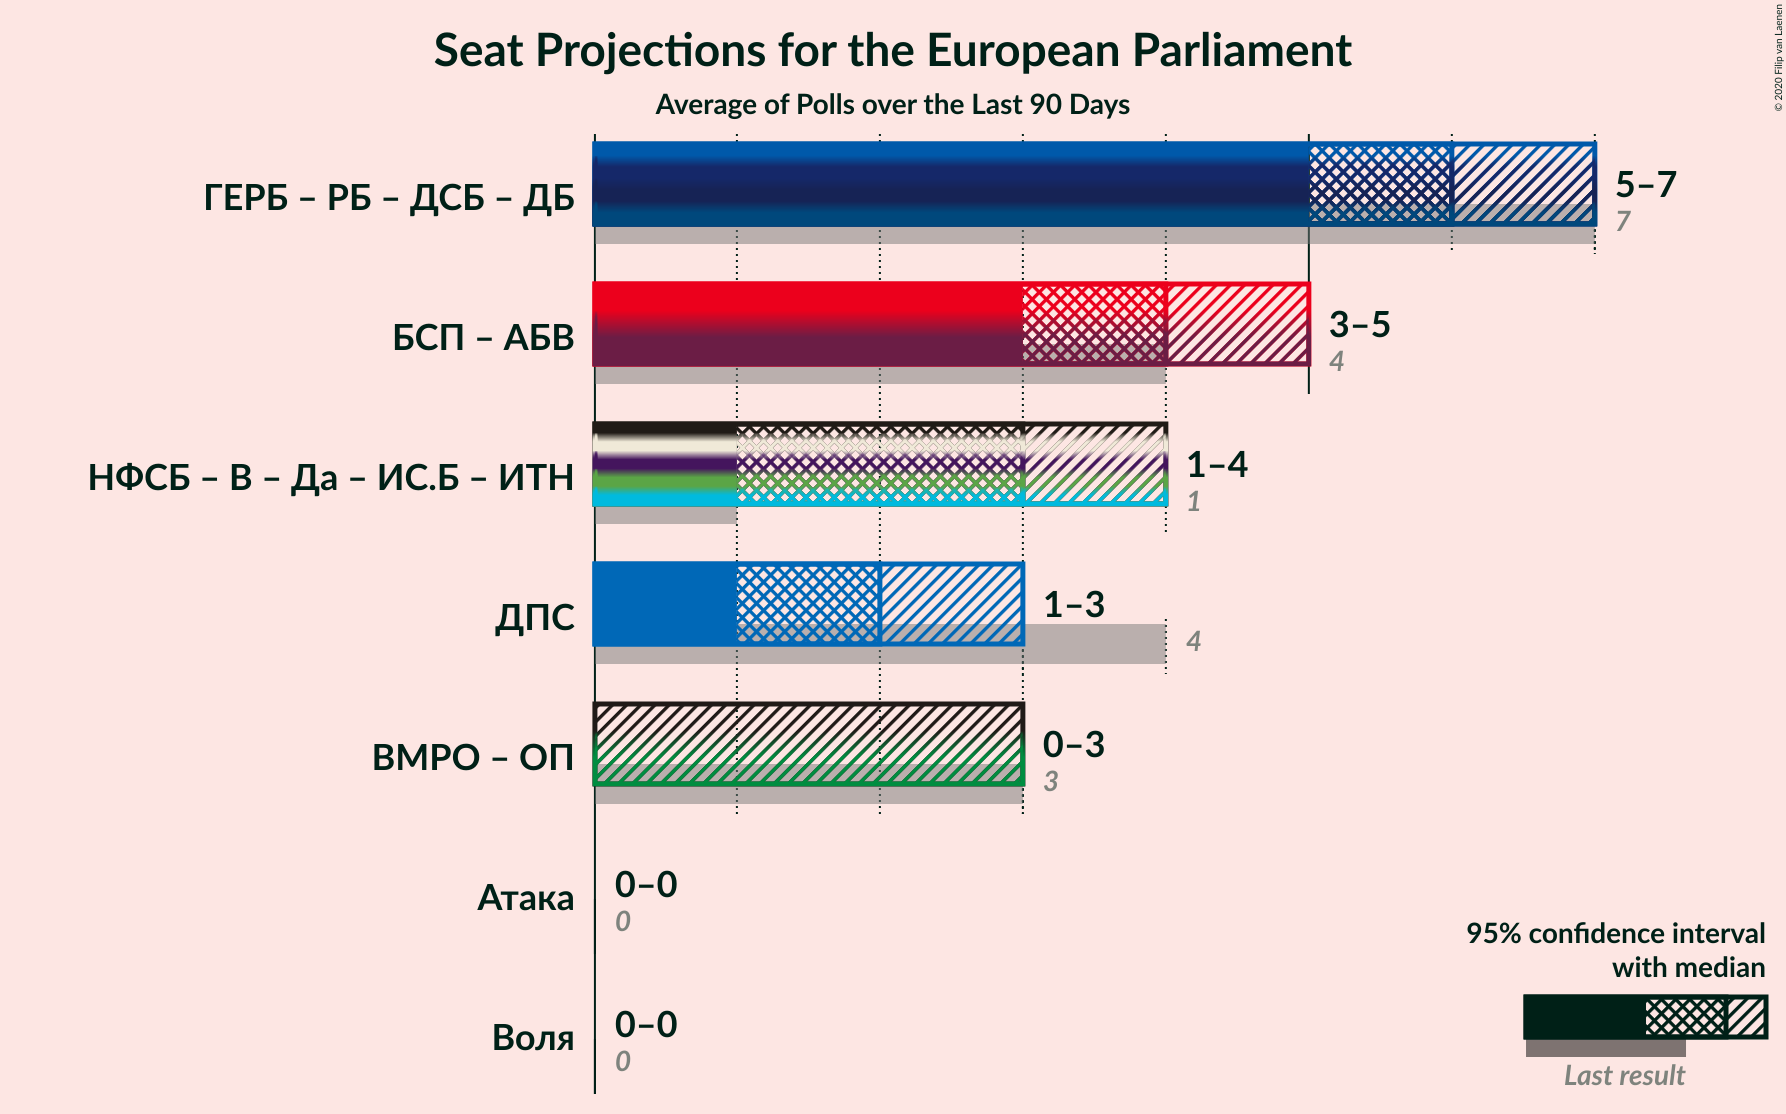 Seat Projections for the European Parliament
Average of Polls over the Last 90 Days
© 2020 Filip van Laenen
ГЕРБ – РБ – ДСБ – ДБ
5–7
7
БСП – АБВ
3–5
4
НФСБ – В – Да – ИС.Б – ИТН
1–4
1
ДПС
1–3
4
ВМРО – ОП
0–3
3
Атака
0–0
0
Воля
0–0
0
95% confidence interval
with median
Last result